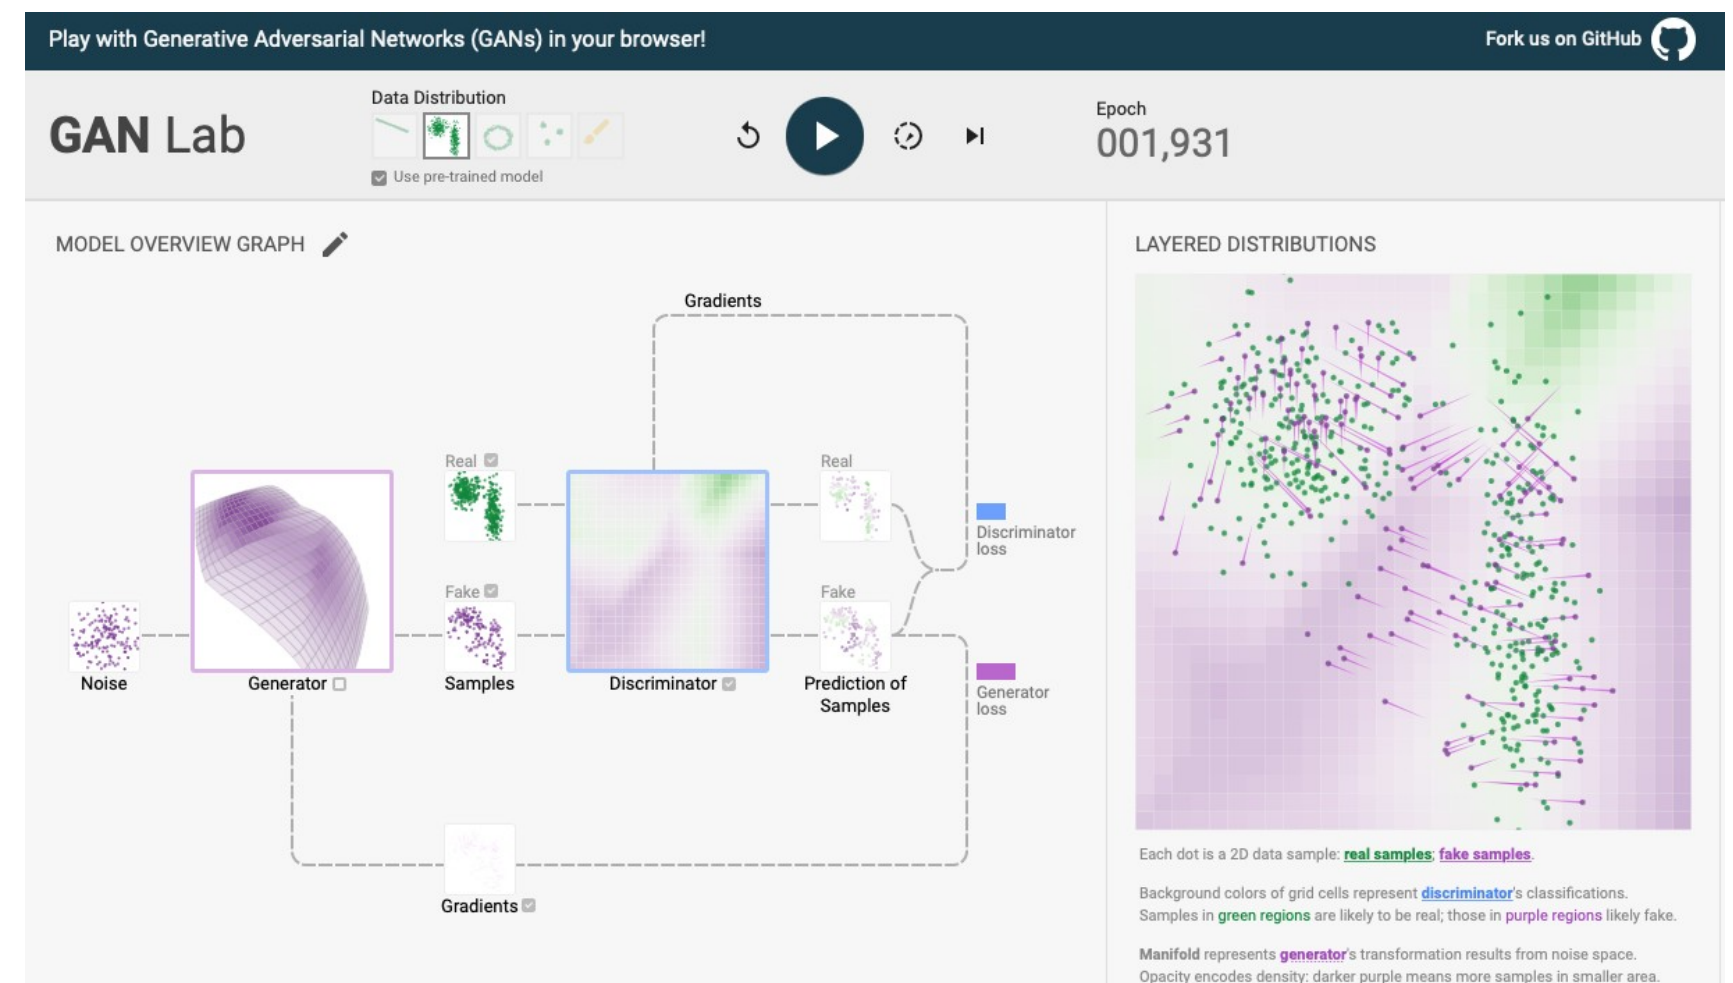 Play with Generative Adversarial Networks (GANs) in your browser!
Fork us on GitHub
GAN Lab
Data Distribution
Use pre-trained model
Epoch
001,931
MODEL OVERVIEW GRAPH
Gradients
Real
Real
Discriminator
loss
Fake
Fake
Noise
Generator
Samples
Discriminator
Prediction of
Samples
Generator
loss
Gradients
LAYERED DISTRIBUTIONS
Each dot is a 2D data sample: real samples; fake samples.
Background colors of grid cells represent discriminator's classifications.
Samples in green regions are likely to be real; those in purple regions likely fake.
Manifold represents generator's transformation results from noise space.
Opacity encodes density: darker purple means more samples in smaller area.